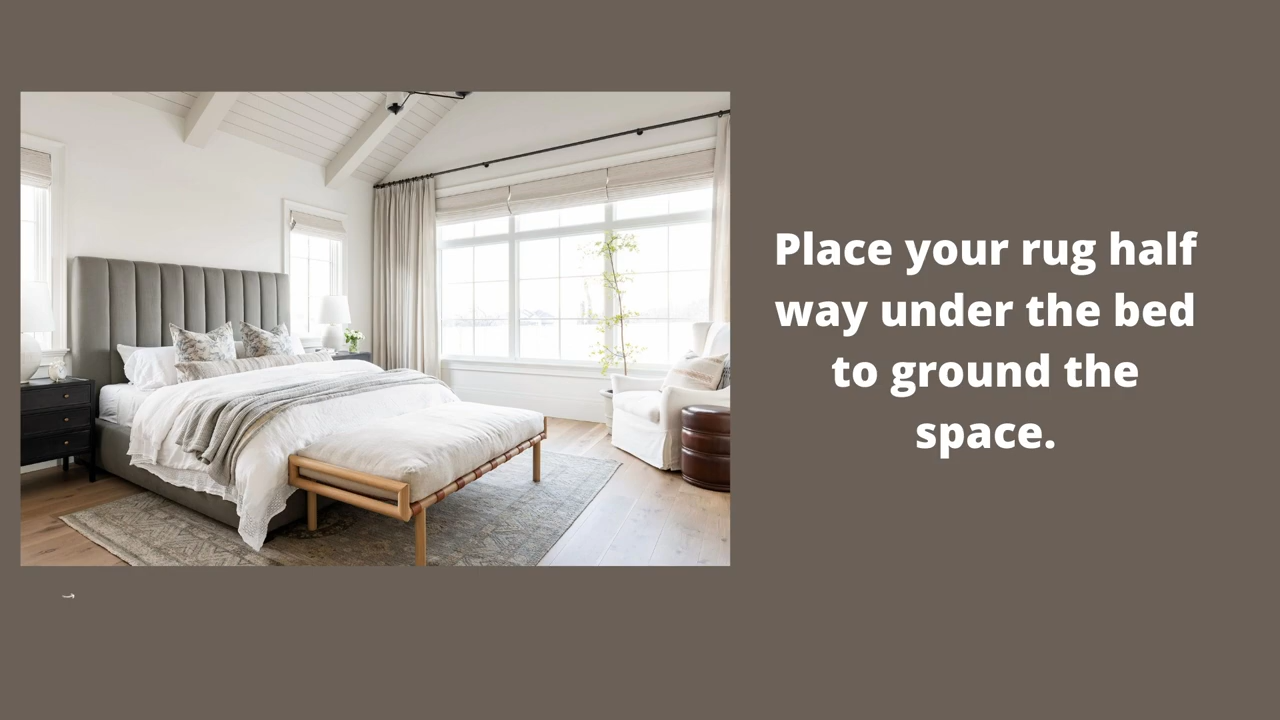 Place your rug half
way under the bed
to ground the
space.